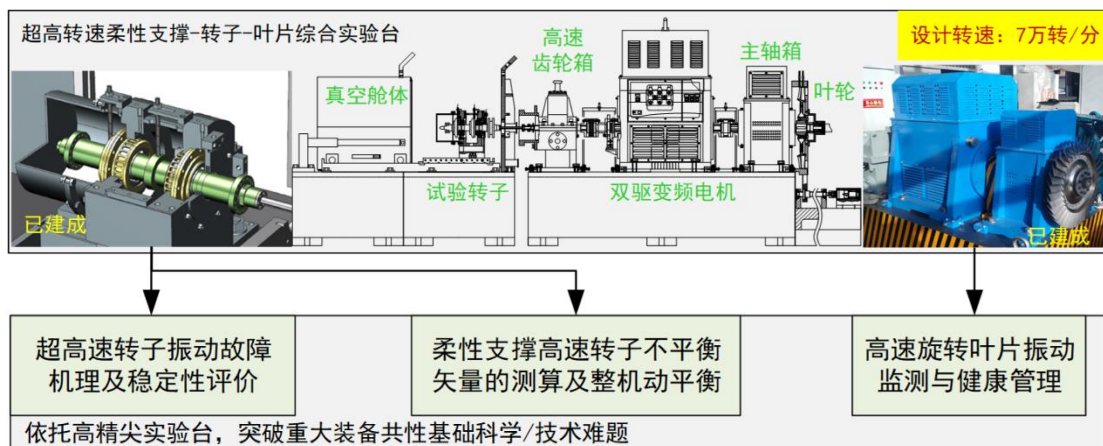 超高转速柔性支撑-转子-叶片综合实验台
设计转速：7万转/分
高速
齿轮箱
主轴箱
真空舱体
叶轮
试验转子
双驱变频电机
已建成
已建成
超高速转子振动故障
机理及稳定性评价
柔性支撑高速转子不平衡
矢量的测算及整机动平衡
高速旋转叶片振动
监测与健康管理
依托高精尖实验台，突破重大装备共性基础科学/技术难题